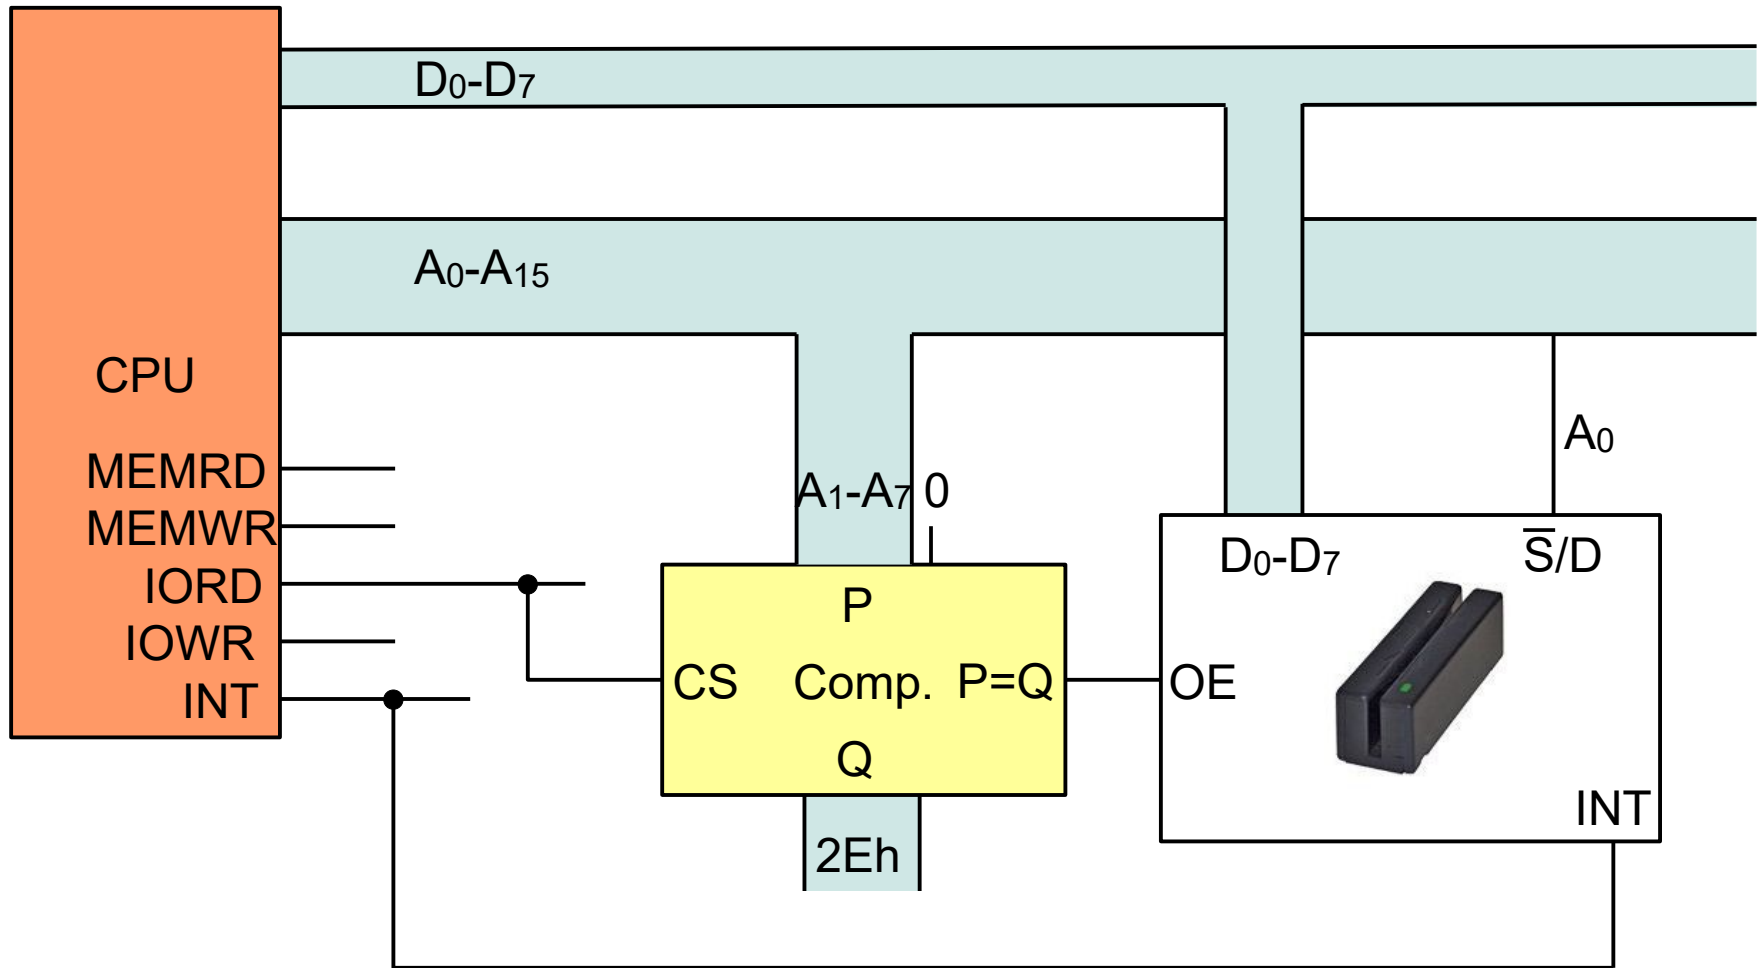 D0-D7
A0-A15
CPU
A0
MEMRD
A1-A7 0
MEMWR
D0-D7 S̅/D
IORD
P
IOWR
CS Comp. P=Q OE
INT
Q
INT
2Eh